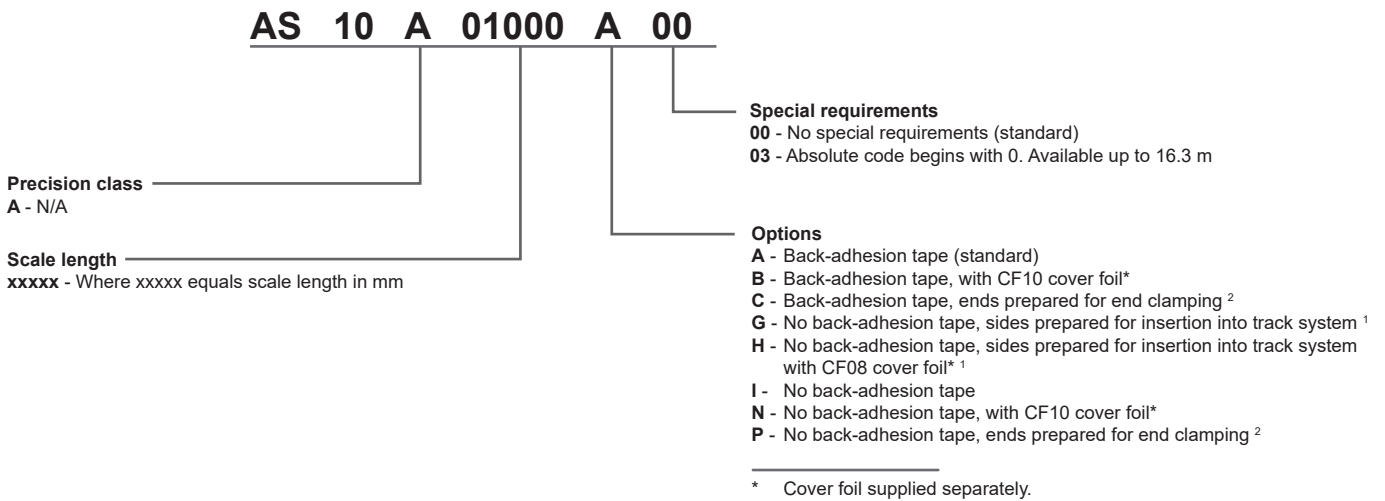 AS 10 A 01000 A 00
Special requirements
00 - No special requirements (standard)
03 - Absolute code begins with 0. Available up to 16.3 m
Precision class
A - N/A
Scale length
xxxxx - Where xxxxx equals scale length in mm
Options
A - Back-adhesion tape (standard)
B - Back-adhesion tape, with CF10 cover foil*
C - Back-adhesion tape, ends prepared for end clamping ²
G - No back-adhesion tape, sides prepared for insertion into track system ¹
H - No back-adhesion tape, sides prepared for insertion into track system
with CF08 cover foil* ¹
I - No back-adhesion tape
N - No back-adhesion tape, with CF10 cover foil*
P - No back-adhesion tape, ends prepared for end clamping ²
* Cover foil supplied separately.